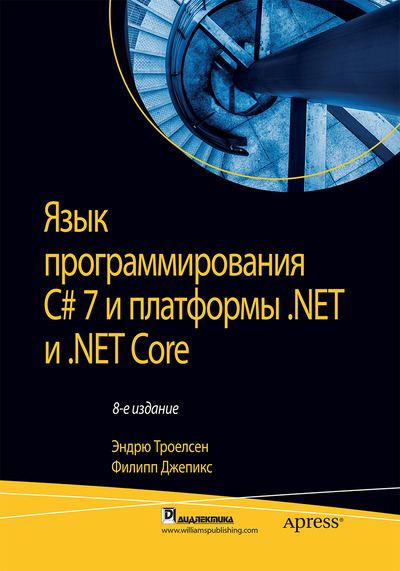 Язык
программирования
C# 7 и платформы .NET
и .NET Core
8-е издание
Эндрю Троелсен
Филипп Джепикс
ДИАЛЕКТИКА
www.williamspublishing.com
Apress®